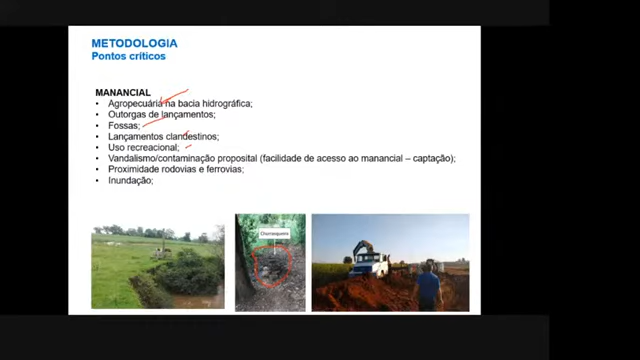 METODOLOGIA
Pontos críticos
MANANCIAL
• Agropecuária na bacia hidrográfica;
• Outorgas de lançamentos;
• Fossas;
• Lançamentos clandestinos;
• Uso recreacional;
• Vandalismo/contaminação proposital (facilidade de acesso ao manancial – captação);
• Proximidade rodovias e ferrovias;
• Inundação;
Churrasqueira